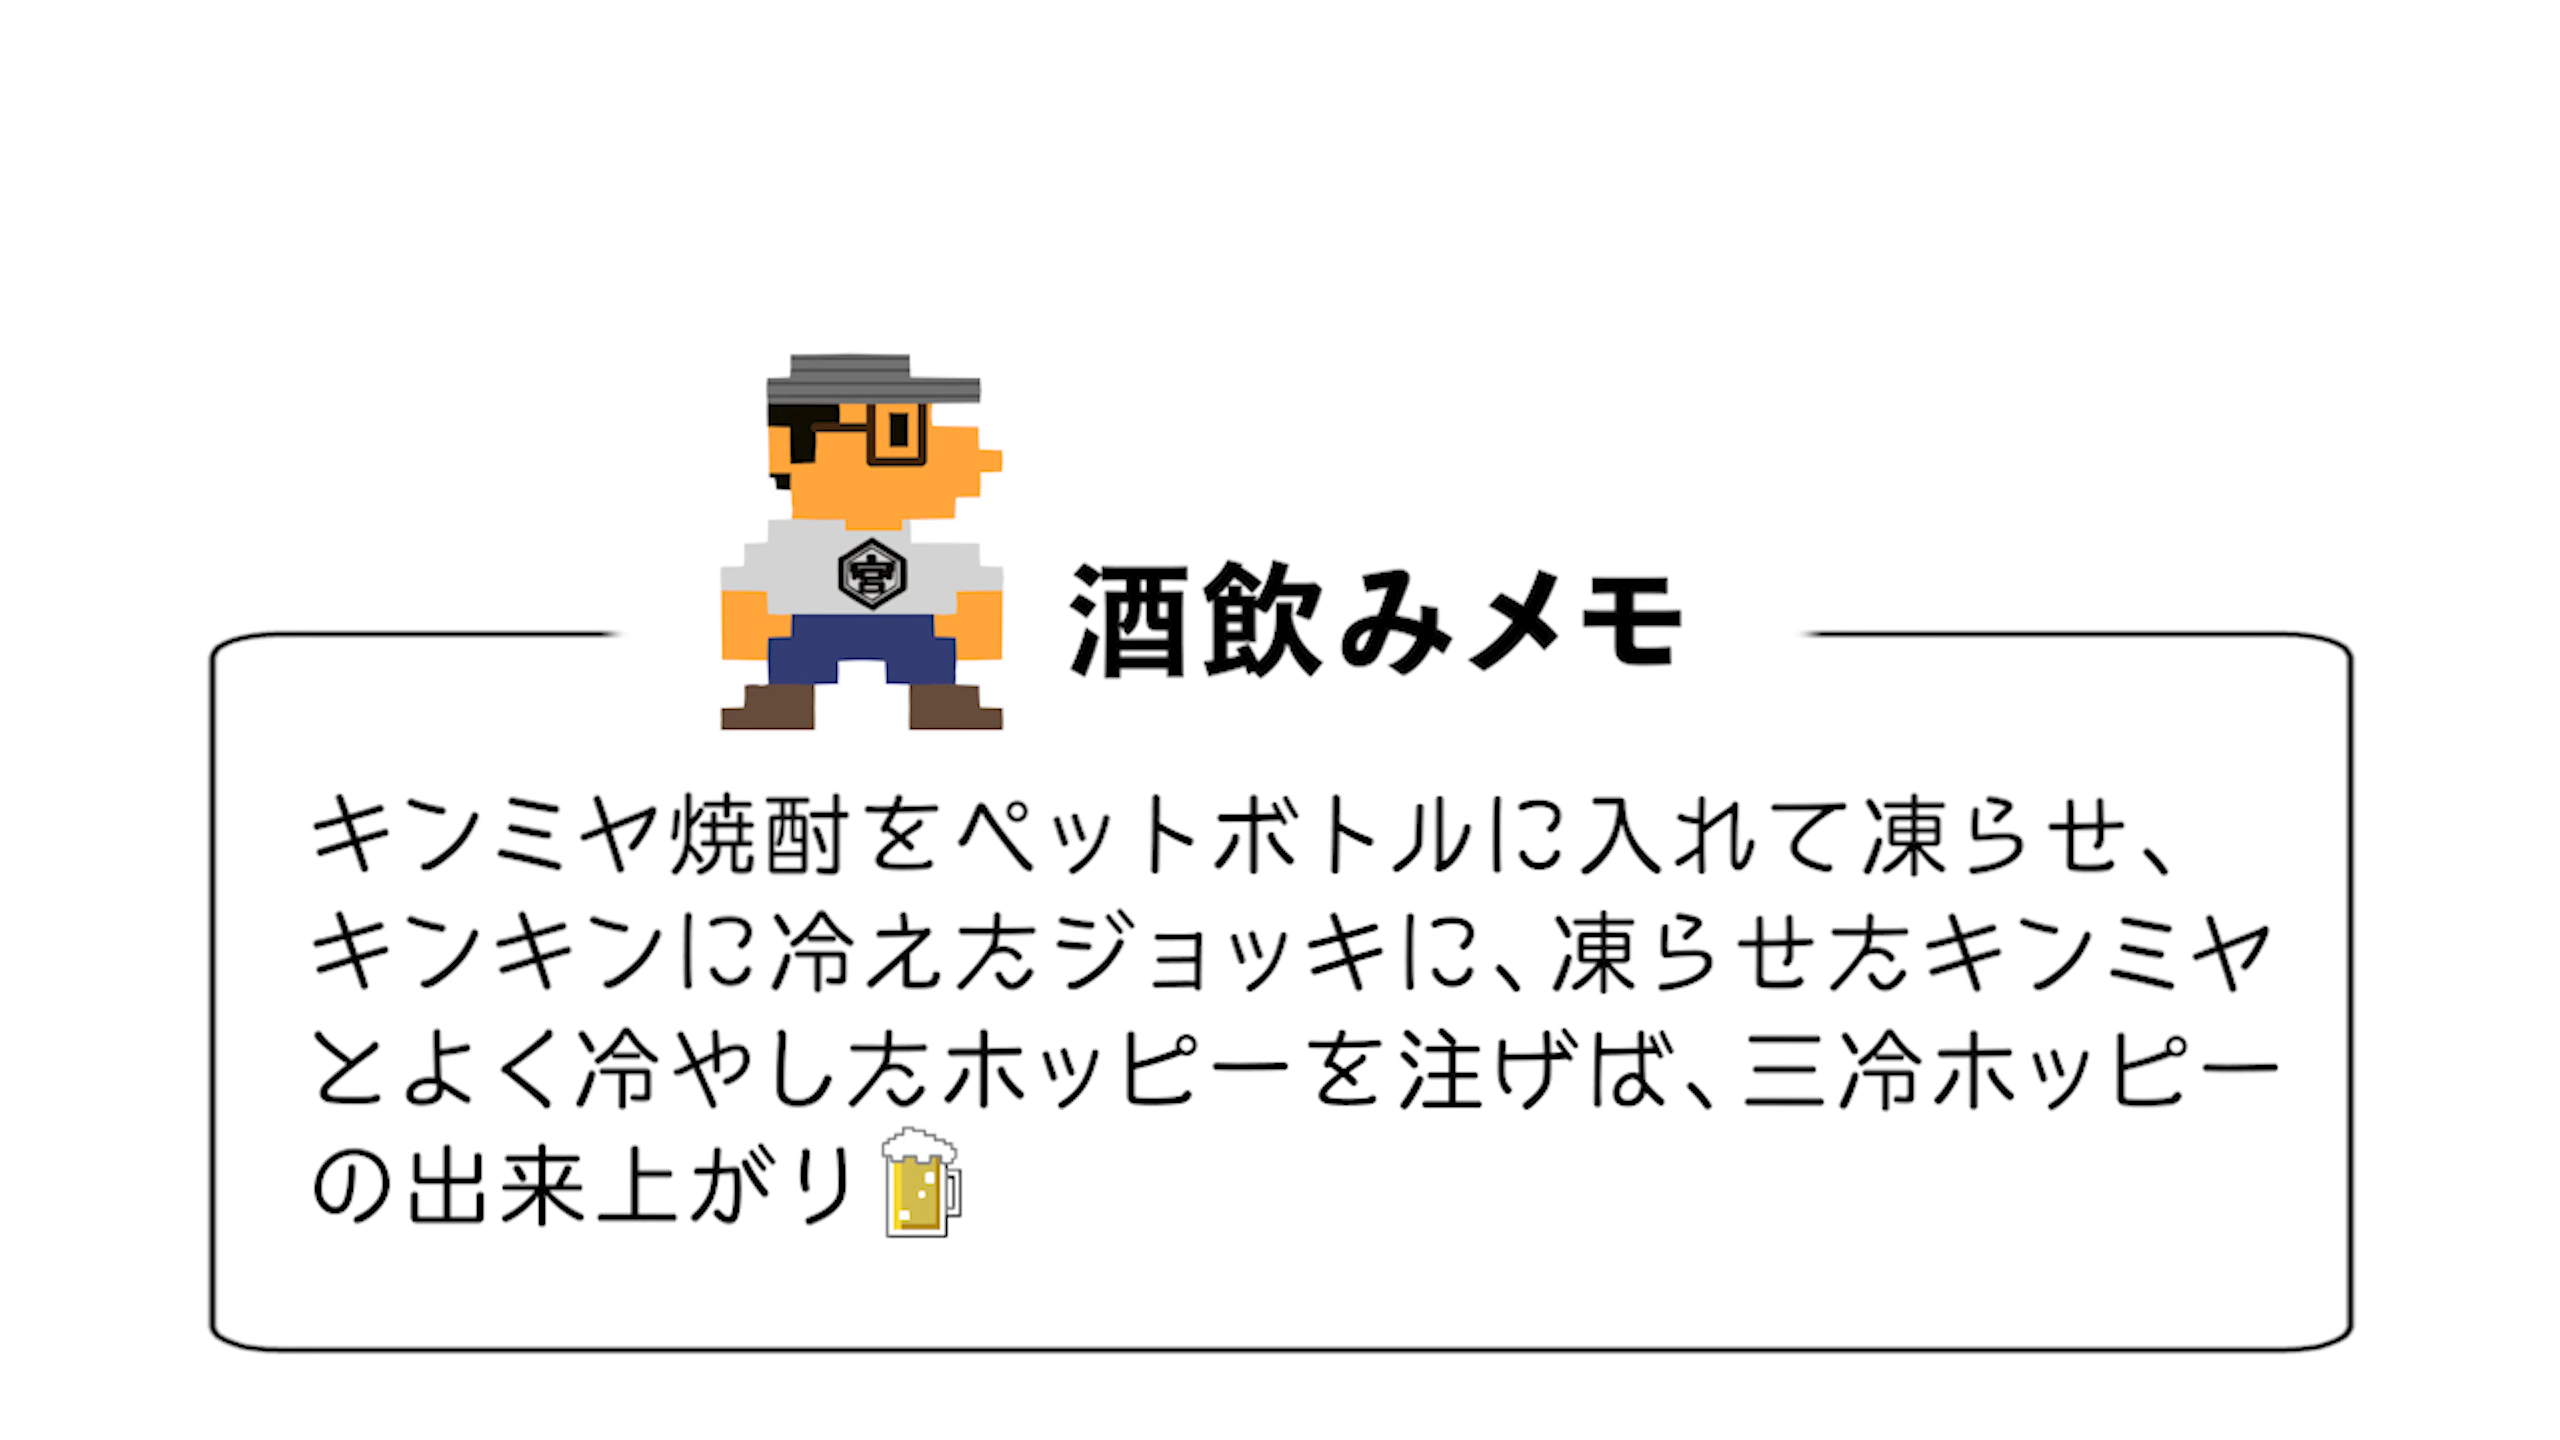 宮
酒飲みメモ
キンミヤ焼酎をペットボトルに入れて凍らせ、
キンキンに冷えたジョッキに、凍らせたキンミヤ
とよく冷やしたホッピーを注げば、三冷ホッピー
の出来上がり